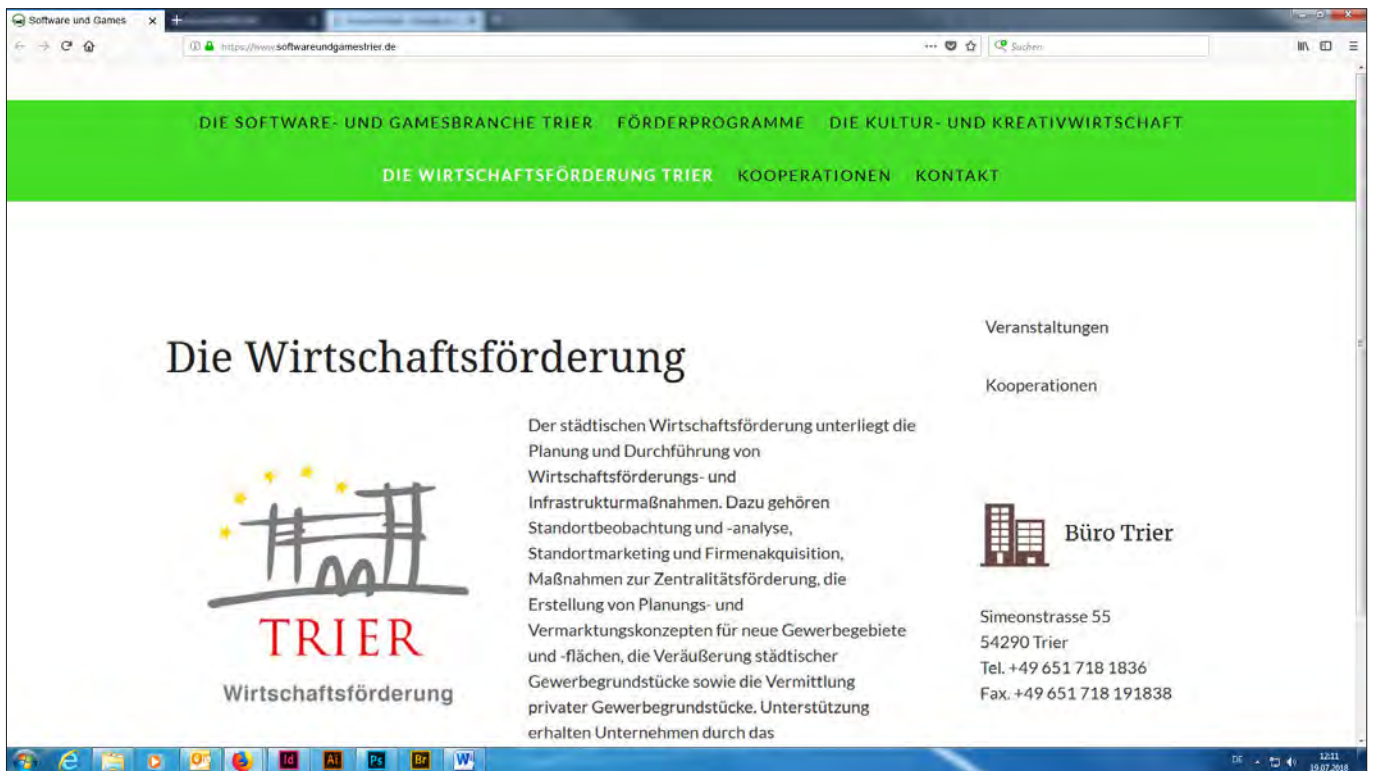 Software und Games
https://www.softwareundgamestrier.de
Suchen
DIE SOFTWARE- UND GAMESBRANCHE TRIER FÖRDERPROGRAMME DIE KULTUR- UND KREATIVWIRTSCHAFT
DIE WIRTSCHAFTSFÖRDERUNG TRIER KOOPERATIONEN KONTAKT
Die Wirtschaftsförderung
TRIER
Wirtschaftsförderung
Der städtischen Wirtschaftsförderung unterliegt die
Planung und Durchführung von
Wirtschaftsförderungs- und
Infrastrukturmaßnahmen. Dazu gehören
Standortbeobachtung und -analyse,
Standortmarketing und Firmenakquisition,
Maßnahmen zur Zentralitätsförderung, die
Erstellung von Planungs- und
Vermarktungskonzepten für neue Gewerbegebiete
und -flächen, die Veräußerung städtischer
Gewerbegrundstücke sowie die Vermittlung
privater Gewerbegrundstücke. Unterstützung
erhalten Unternehmen durch das
Veranstaltungen
Kooperationen
Büro Trier
Simeonstrasse 55
54290 Trier
Tel. +49 651 718 1836
Fax. +49 651 718 191838
Id Ai Ps Br W
DE
12:11
19.07.2018